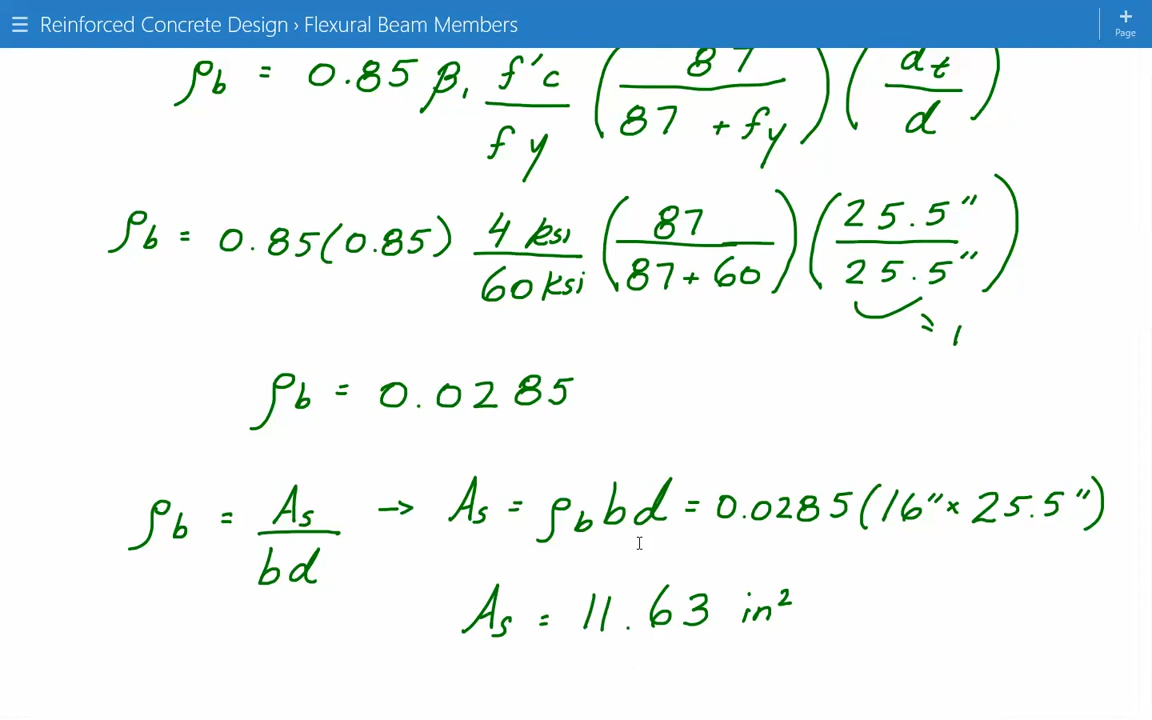 ☰ Reinforced Concrete Design › Flexural Beam Members
+ Page
ρb = 0.85 β₁ f'c / fy (87 / 87 + fy) (dt / d)
ρb = 0.85(0.85) 4 ksi / 60 ksi (87 / 87 + 60) (25.5" / 25.5")
= 1
ρb = 0.0285
ρb = As / bd → As = ρb bd = 0.0285(16" × 25.5")
As = 11.63 in²